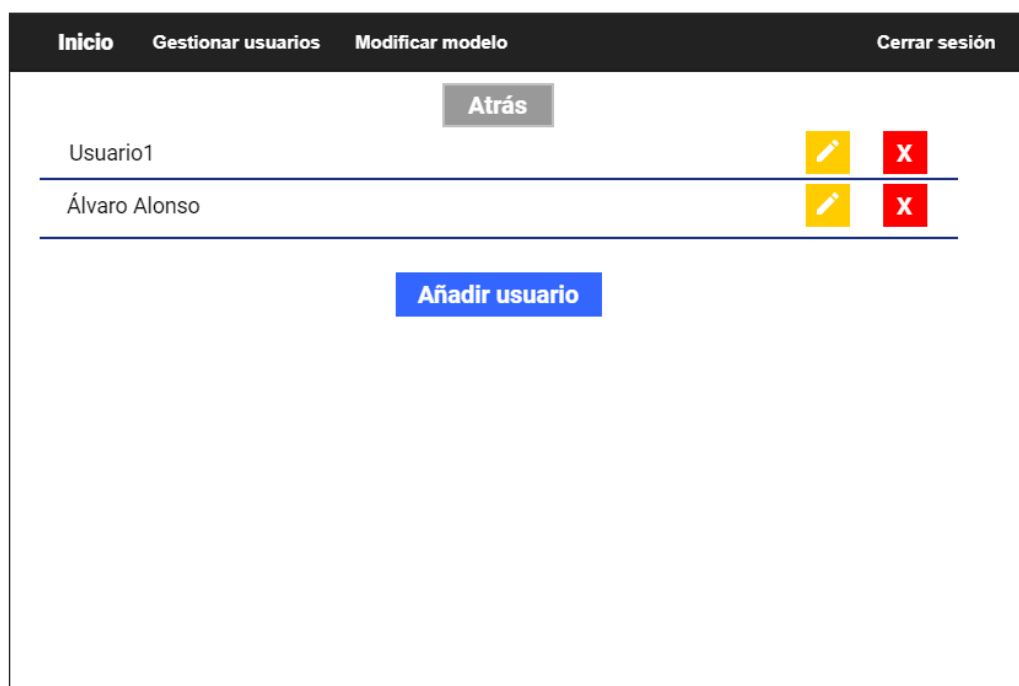 Inicio Gestionar usuarios Modificar modelo Cerrar sesión
Atrás
Usuario1 X
Álvaro Alonso X
Añadir usuario